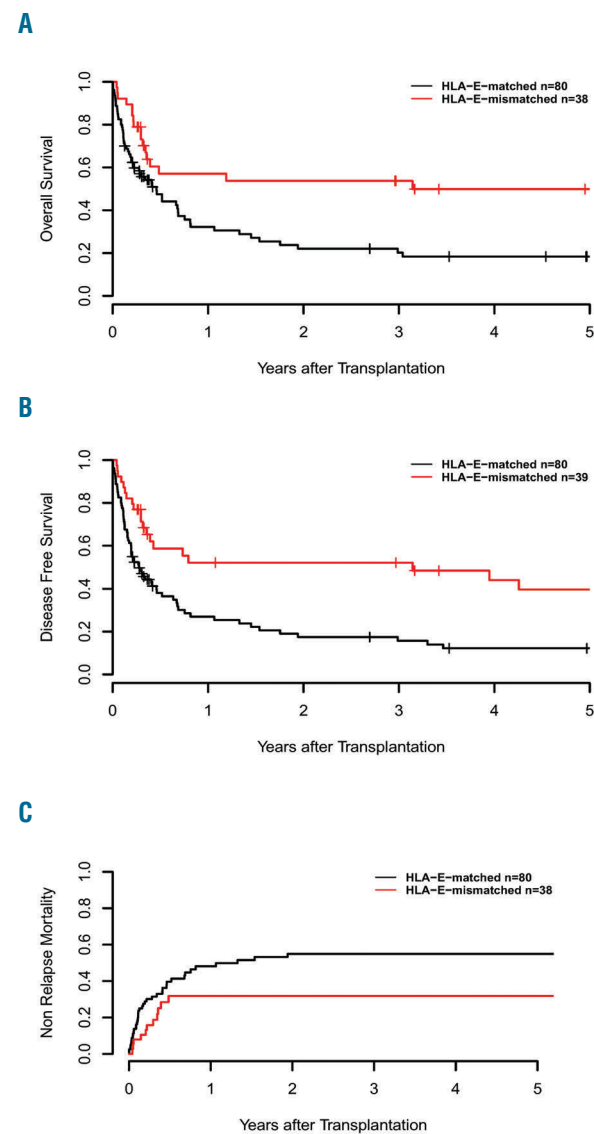 A
HLA-E-matched n=80
HLA-E-mismatched n=38
Overall Survival
0.0 0.2 0.4 0.6 0.8 1.0
0 1 2 3 4 5
Years after Transplantation
B
HLA-E-matched n=80
HLA-E-mismatched n=39
Disease Free Survival
0.0 0.2 0.4 0.6 0.8 1.0
0 1 2 3 4 5
Years after Transplantation
C
HLA-E-matched n=80
HLA-E-mismatched n=38
Non Relapse Mortality
0.0 0.2 0.4 0.6 0.8 1.0
0 1 2 3 4 5
Years after Transplantation